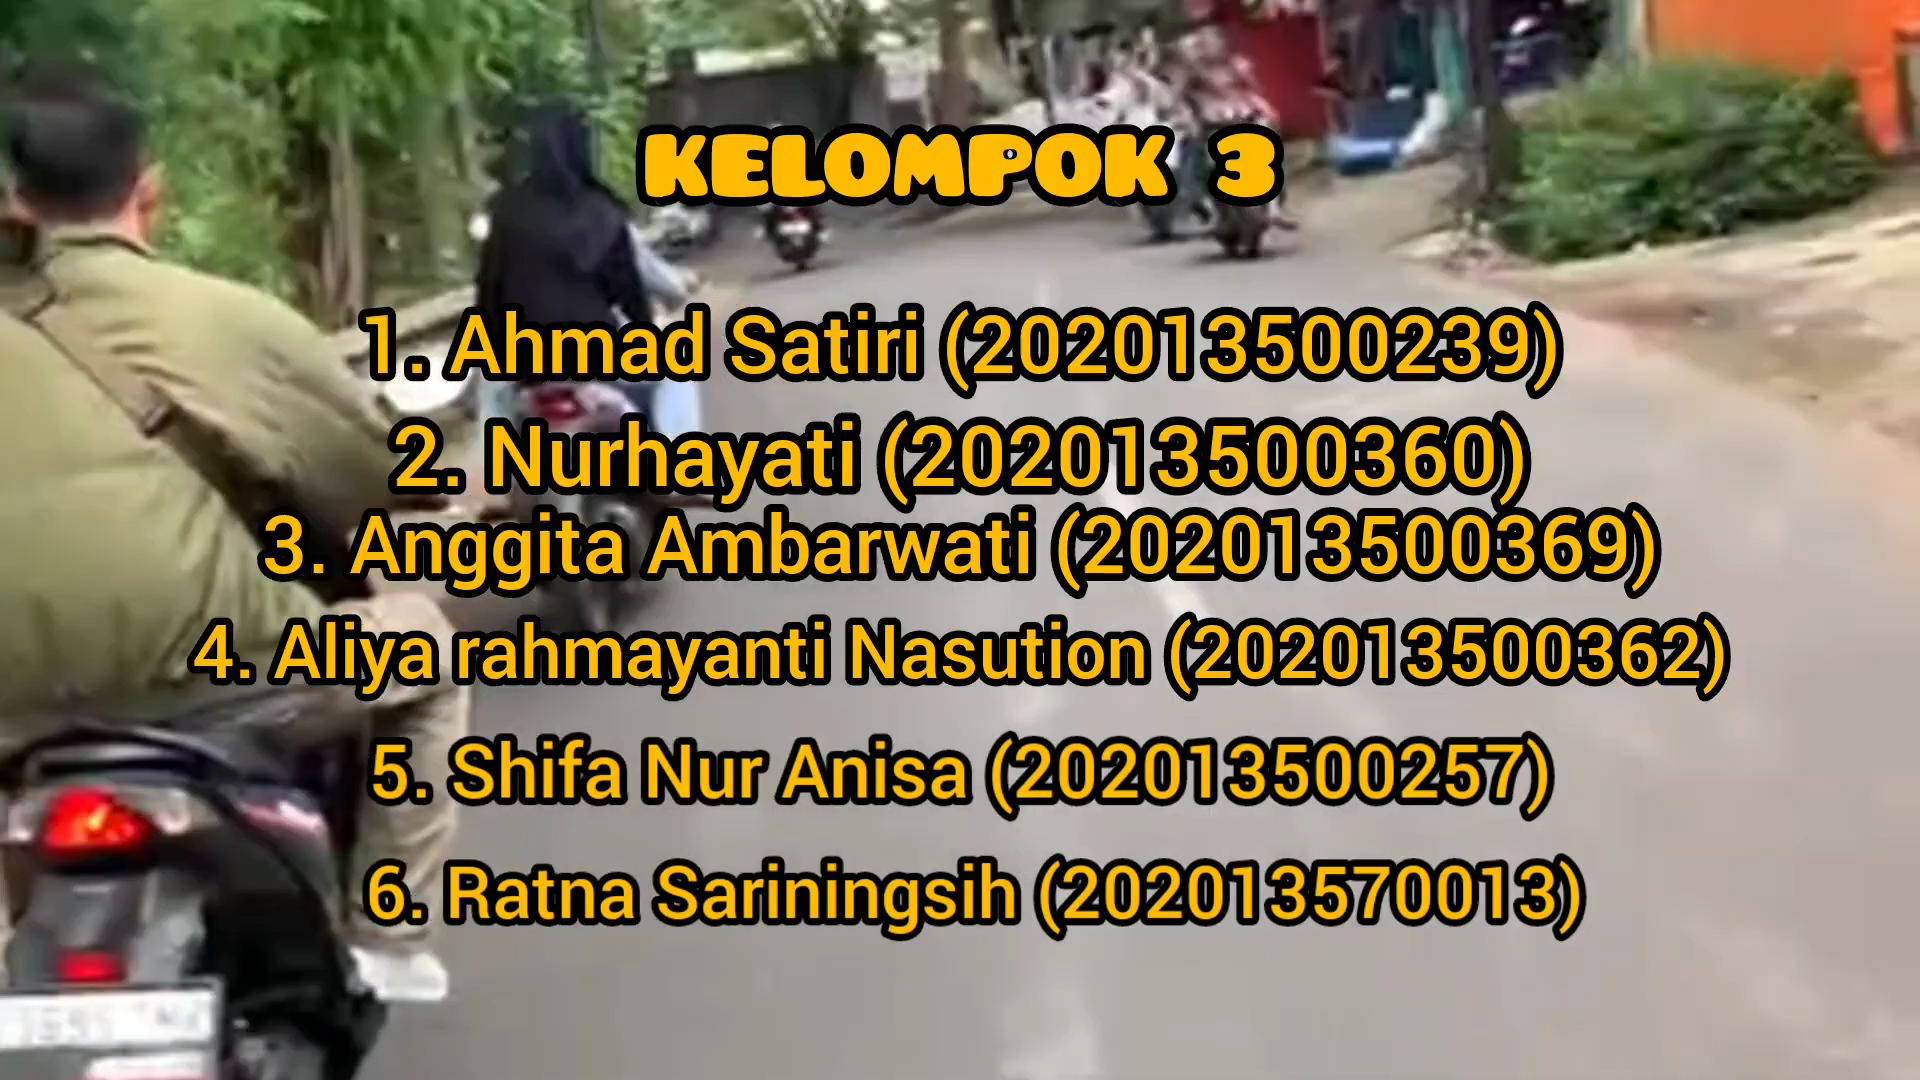 KELOMPOK 3
1. Ahmad Satiri (202013500239)
2. Nurhayati (202013500360)
3. Anggita Ambarwati (202013500369)
4. Aliya rahmayanti Nasution (202013500362)
5. Shifa Nur Anisa (202013500257)
6. Ratna Sariningsih (202013570013)